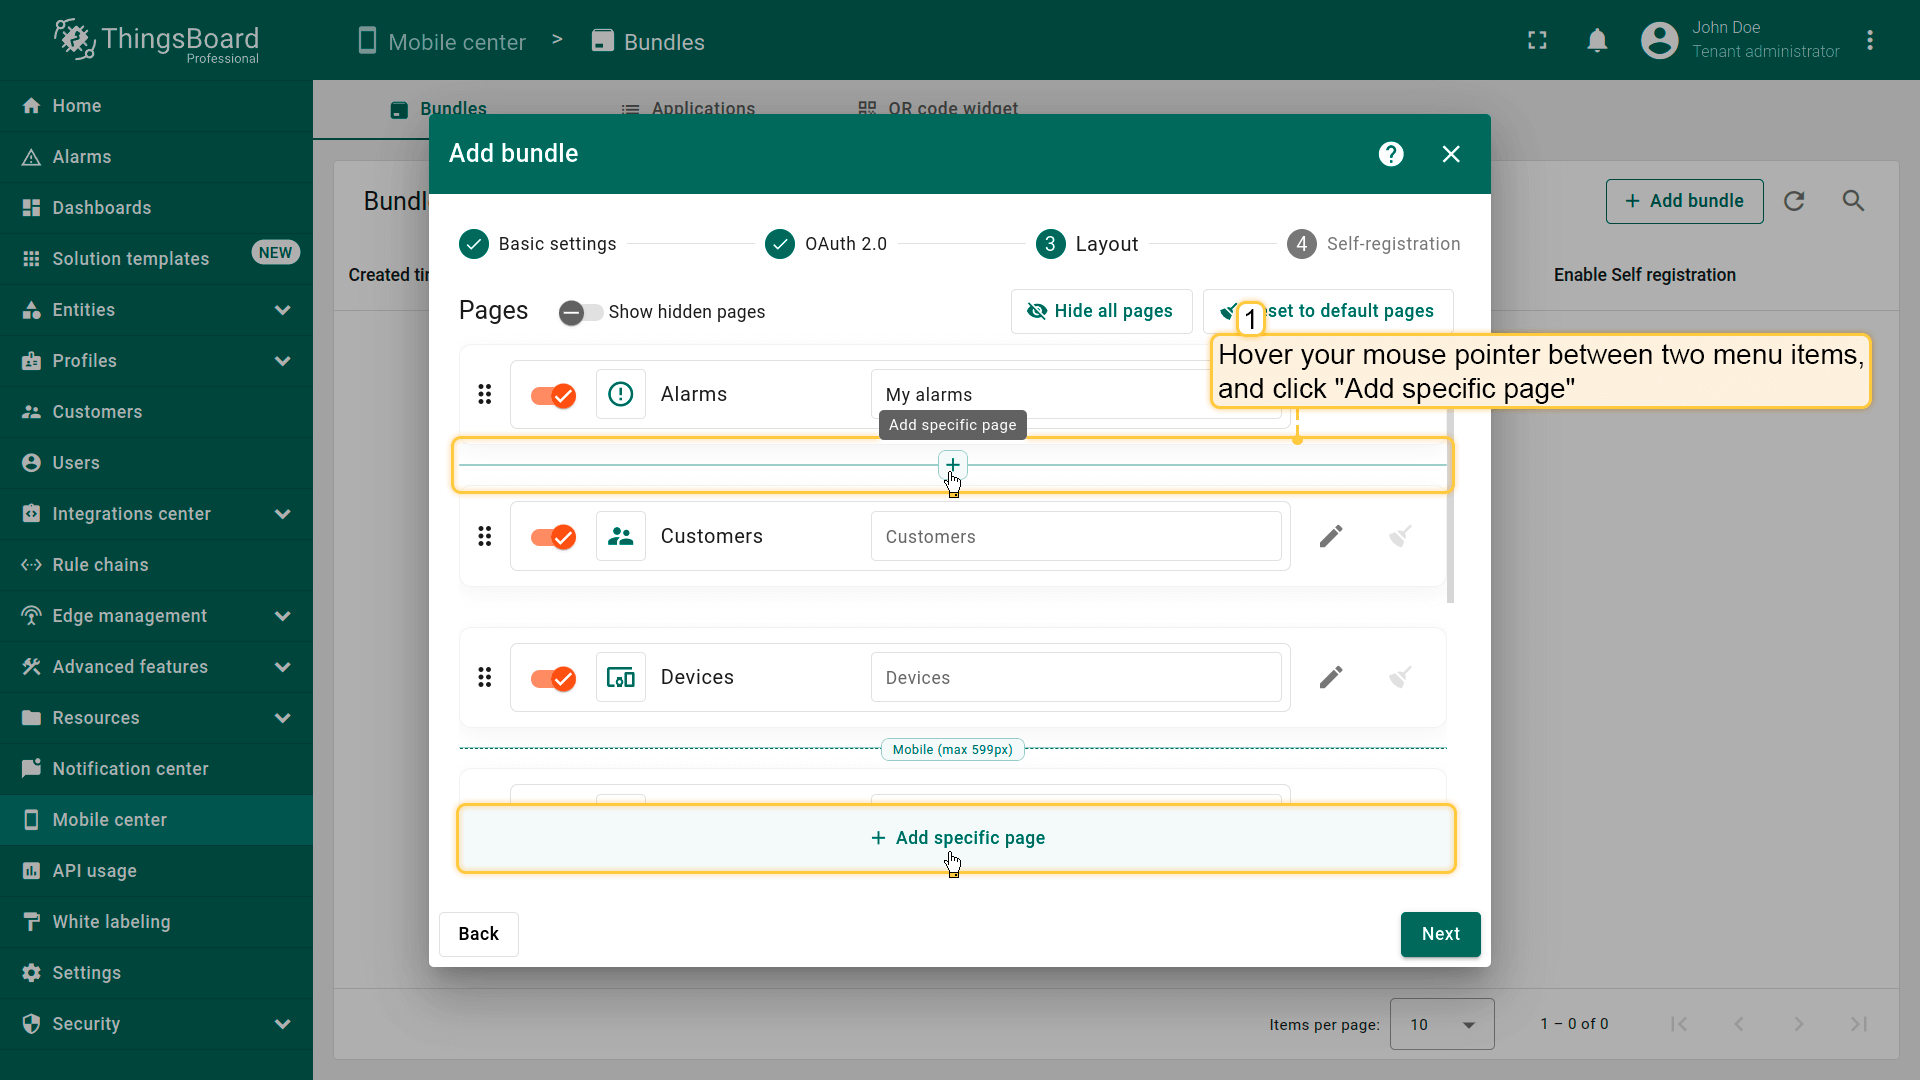 ThingsBoard
Professional
Mobile center > Bundles
John Doe
Tenant administrator
Home
Alarms
Dashboards
Solution templates NEW
Entities
Profiles
Customers
Users
Integrations center
Rule chains
Edge management
Advanced features
Resources
Notification center
Mobile center
API usage
White labeling
Settings
Security
Bundles Applications QR code widget
Add bundle
Add bundle
Basic settings OAuth 2.0 3 Layout 4 Self-registration
Enable Self registration
Pages Show hidden pages Hide all pages to default pages
1
Hover your mouse pointer between two menu items,
and click "Add specific page"
Alarms My alarms
Add specific page
Customers Customers
Devices Devices
Mobile (max 599px)
+ Add specific page
Back Next
Items per page: 10 1 – 0 of 0